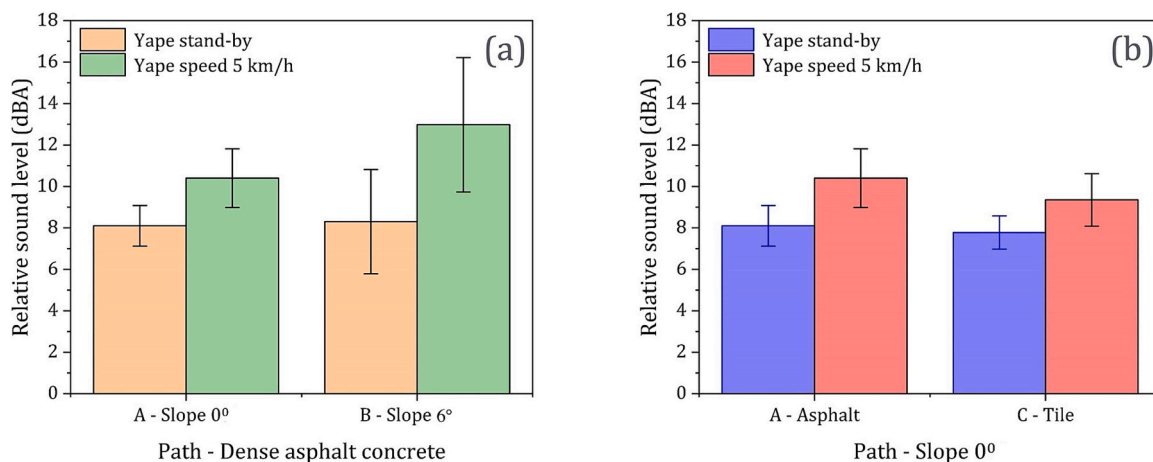 Relative sound level (dBA)
18
16
14
12
10
8
6
4
2
0
Yape stand-by
Yape speed 5 km/h
(a)
A - Slope 0⁰
B - Slope 6°
Path - Dense asphalt concrete
Relative sound level (dBA)
18
16
14
12
10
8
6
4
2
0
Yape stand-by
Yape speed 5 km/h
(b)
A - Asphalt
C - Tile
Path - Slope 0⁰